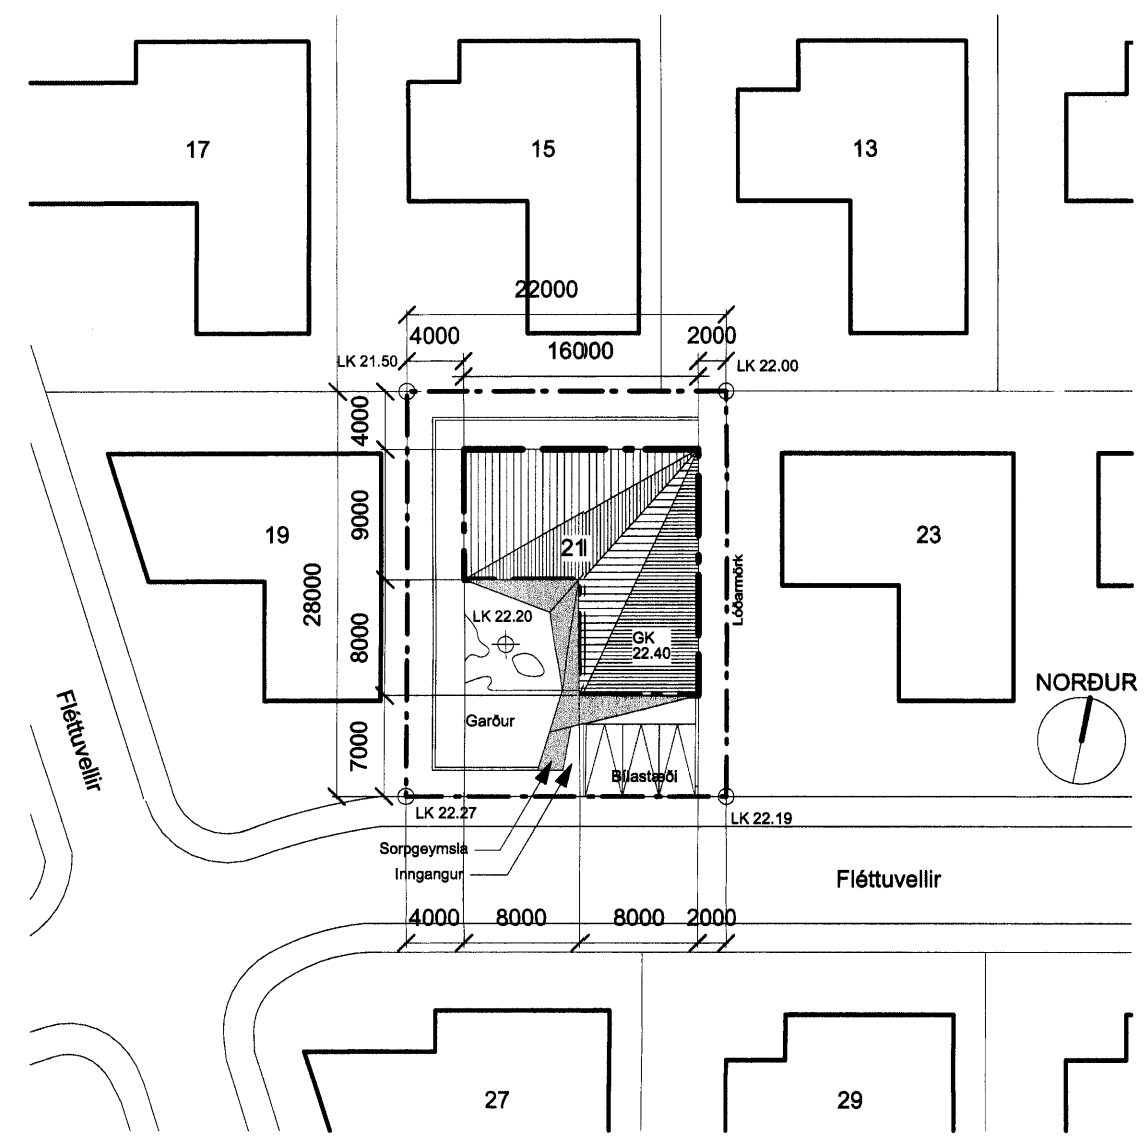 17
15
13
22000
4000
2000
16000
LK 21.50
LK 22.00
4000
9000
19
21
23
28000
Lóðarmörk
LK 22.20
GK
22.40
8000
NORÐUR
Fléttuvellir
Garður
7000
Bílastæði
LK 22.27
LK 22.19
Sorpgeymsla
Inngangur
Fléttuvellir
4000
8000
8000
2000
27
29